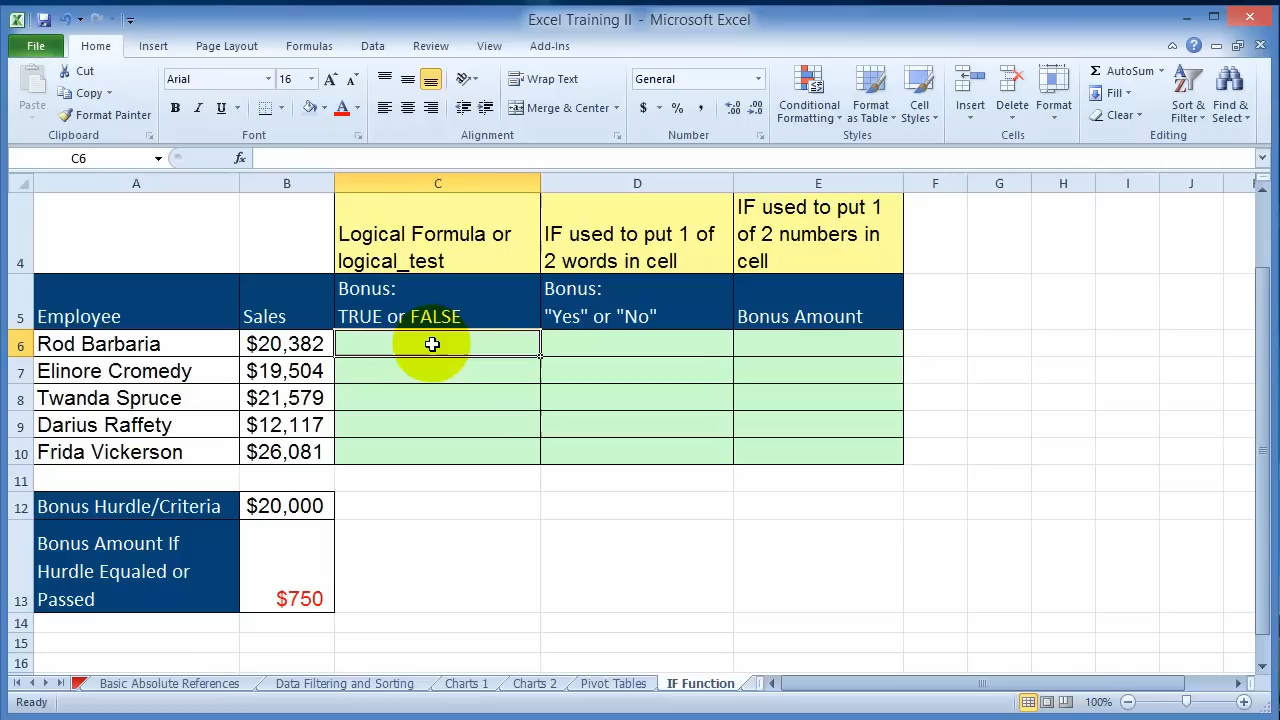 Excel Training II - Microsoft Excel
File Home Insert Page Layout Formulas Data Review View Add-Ins
Paste
Cut
Copy
Format Painter
Clipboard
Arial 16
B I U
Font
Wrap Text
Merge & Center
Alignment
General
$ % ,
Number
Conditional Formatting
Format as Table
Cell Styles
Styles
Insert
Delete
Format
Cells
AutoSum
Fill
Clear
Sort & Filter
Find & Select
Editing
C6
fx
A B C D E F G H I J
4
Logical Formula or
logical_test
IF used to put 1 of
2 words in cell
IF used to put 1
of 2 numbers in
cell
5 Employee Sales
Bonus:
TRUE or FALSE
Bonus:
"Yes" or "No"
Bonus Amount
6 Rod Barbaria $20,382
7 Elinore Cromedy $19,504
8 Twanda Spruce $21,579
9 Darius Raffety $12,117
10 Frida Vickerson $26,081
11
12 Bonus Hurdle/Criteria $20,000
Bonus Amount If
Hurdle Equaled or
13 Passed $750
14
15
16
Basic Absolute References Data Filtering and Sorting Charts 1 Charts 2 Pivot Tables IF Function
Ready
100%